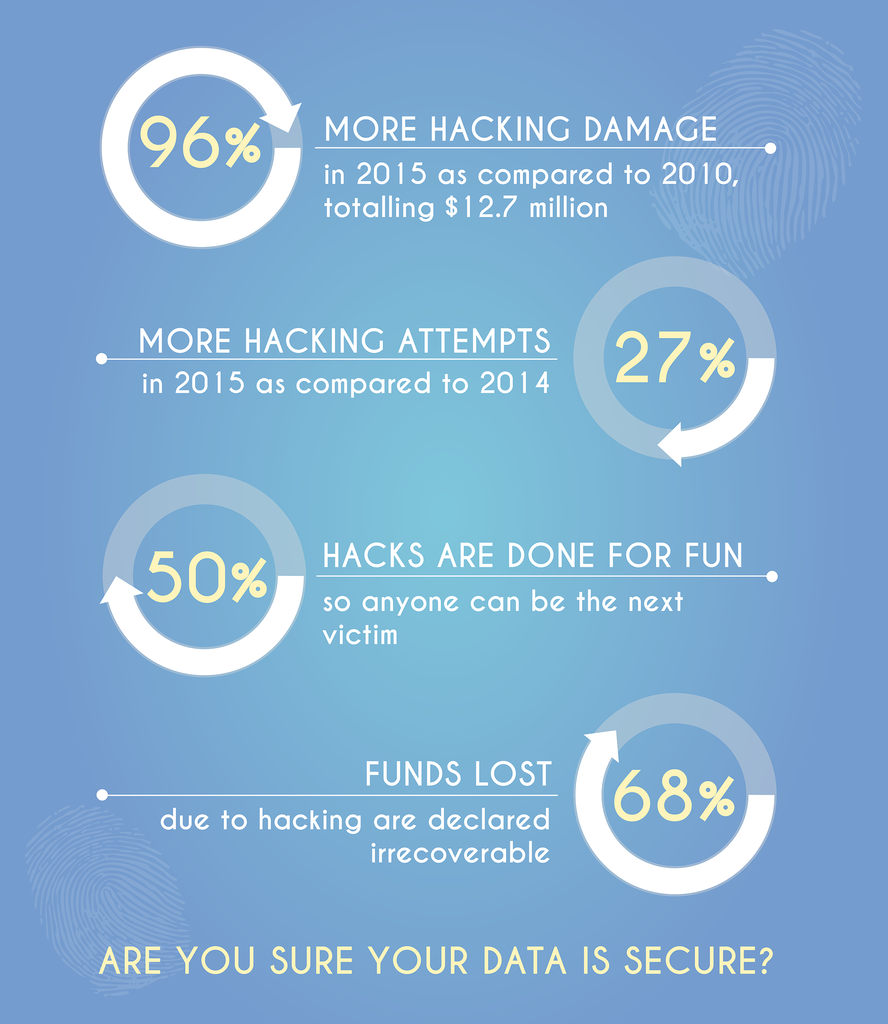 96%
MORE HACKING DAMAGE
in 2015 as compared to 2010,
totalling $12.7 million
MORE HACKING ATTEMPTS
in 2015 as compared to 2014
27%
50%
HACKS ARE DONE FOR FUN
so anyone can be the next
victim
FUNDS LOST
due to hacking are declared
irrecoverable
68%
ARE YOU SURE YOUR DATA IS SECURE?